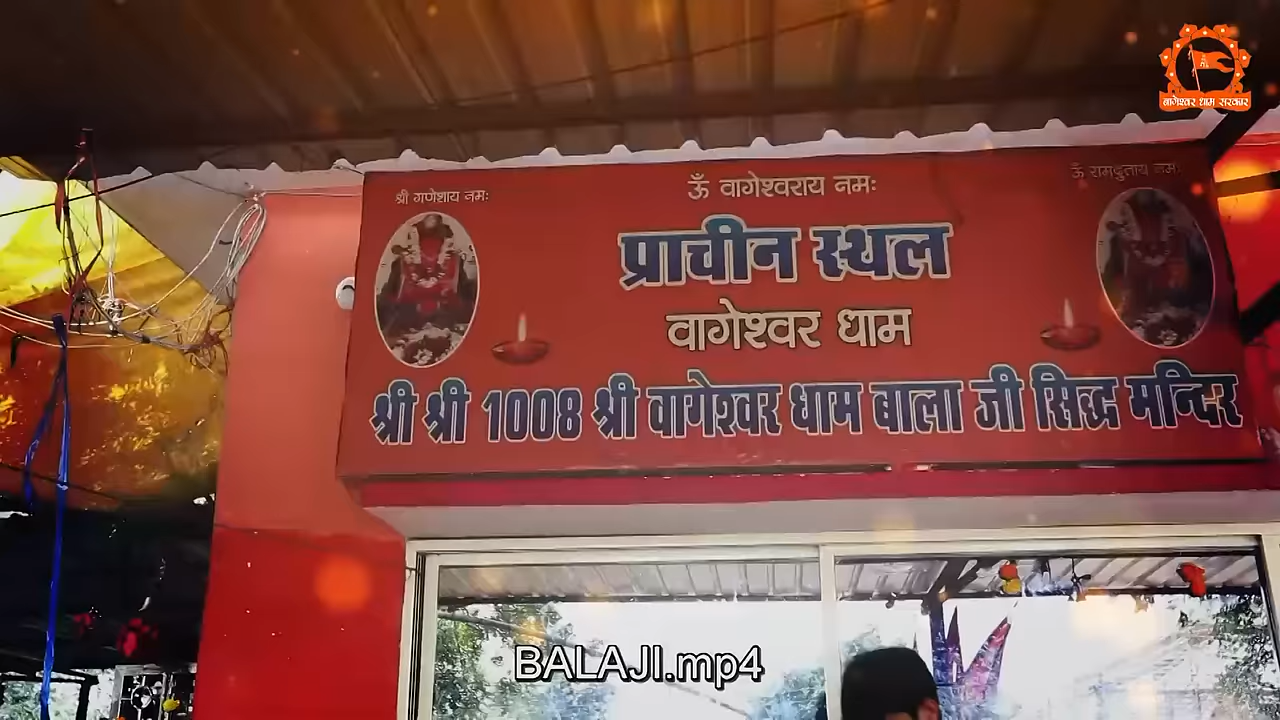 बागेश्वर धाम सरकार
श्री गणेशाय नमः
ॐ वागेश्वराय नमः
ॐ रामदुताय नमः
प्राचीन स्थल
वागेश्वर धाम
श्री श्री 1008 श्री वागेश्वर धाम बाला जी सिद्ध मन्दिर
BALAJI.mp4